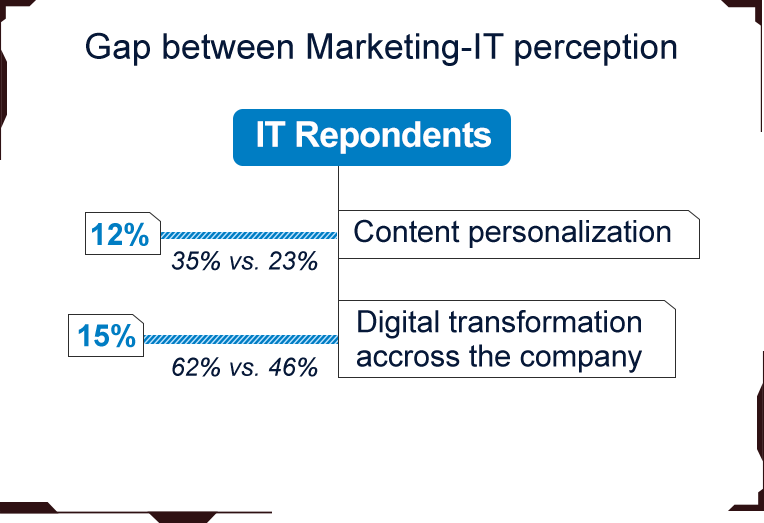 Gap between Marketing-IT perception
IT Repondents
12%
35% vs. 23%
Content personalization
15%
62% vs. 46%
Digital transformation
accross the company